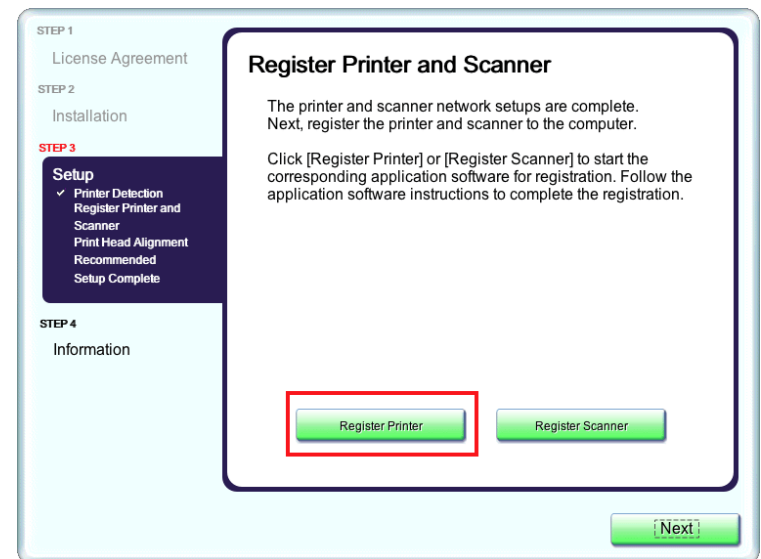 STEP 1
License Agreement
STEP 2
Installation
STEP 3
Setup
✓ Printer Detection
Register Printer and
Scanner
Print Head Alignment
Recommended
Setup Complete
STEP 4
Information
Register Printer and Scanner
The printer and scanner network setups are complete.
Next, register the printer and scanner to the computer.
Click [Register Printer] or [Register Scanner] to start the
corresponding application software for registration. Follow the
application software instructions to complete the registration.
Register Printer
Register Scanner
Next